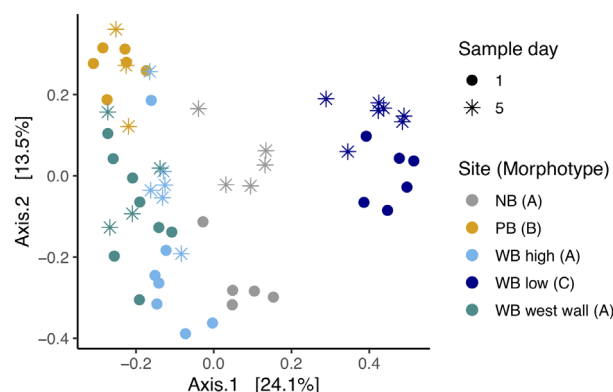 Sample day
1
5
Site (Morphotype)
NB (A)
PB (B)
WB high (A)
WB low (C)
WB west wall (A)
Axis.2 [13.5%]
0.2
0.0
−0.2
−0.4
−0.2
0.0
0.2
0.4
Axis.1 [24.1%]